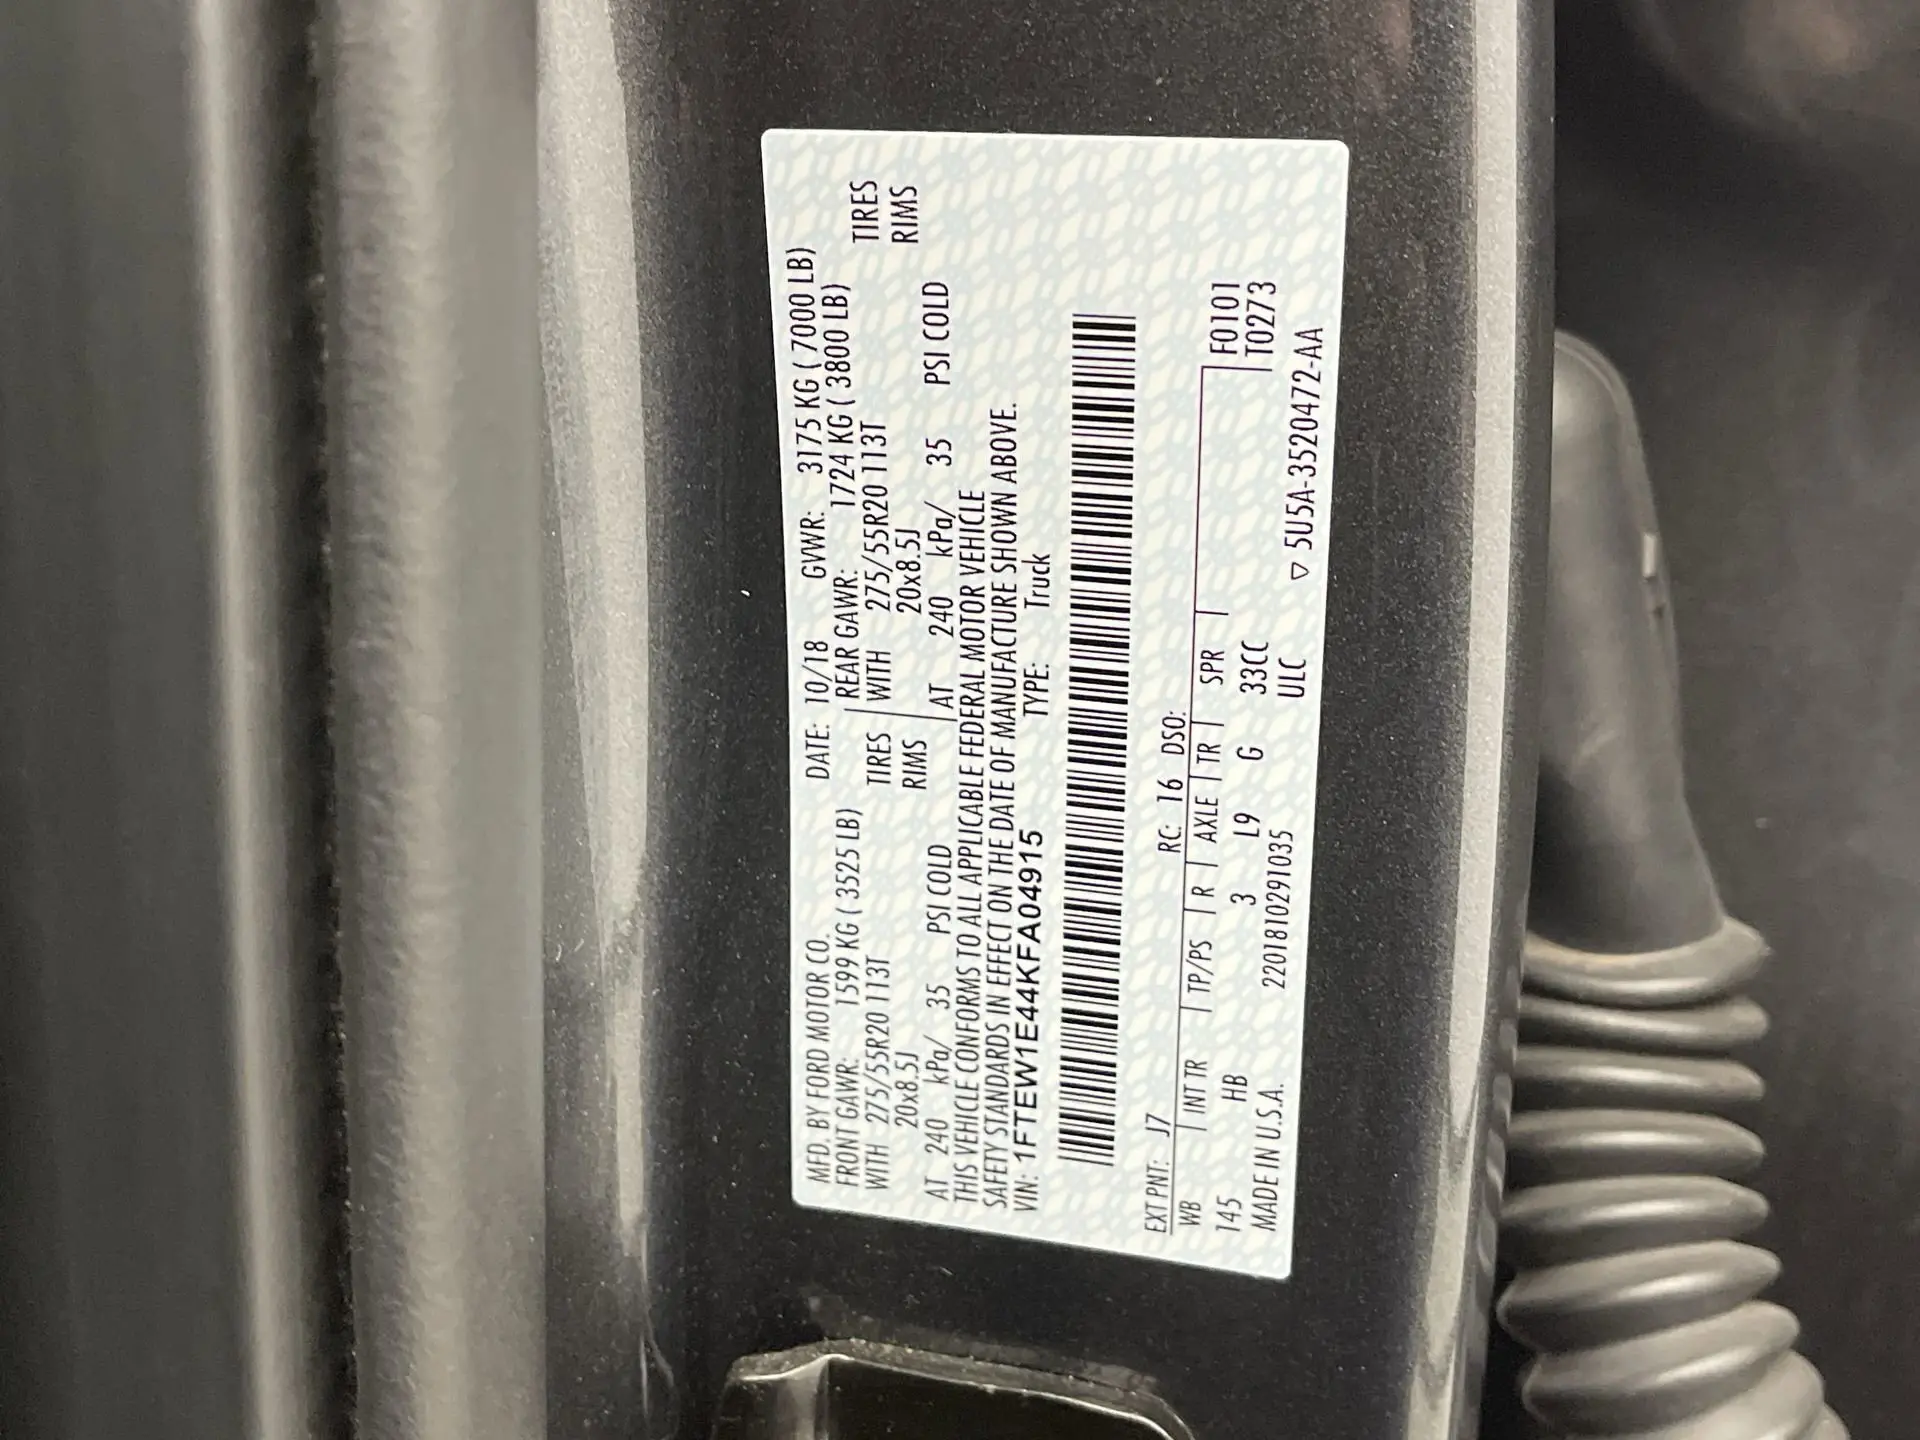 MFD. BY FORD MOTOR CO. DATE: 10/18 GVWR: 3175 KG ( 7000 LB)
FRONT GAWR: 1599 KG ( 3525 LB) REAR GAWR: 1724 KG ( 3800 LB)
WITH 275/55R20 113T TIRES WITH 275/55R20 113T TIRES
20x8.5J RIMS 20x8.5J RIMS
AT 240 kPa/ 35 PSI COLD AT 240 kPa/ 35 PSI COLD
THIS VEHICLE CONFORMS TO ALL APPLICABLE FEDERAL MOTOR VEHICLE
SAFETY STANDARDS IN EFFECT ON THE DATE OF MANUFACTURE SHOWN ABOVE.
VIN: 1FTEW1E44KFA04915 TYPE: Truck
EXT PNT: J7 RC: 16 DSO:
WB INT TR TP/PS R AXLE TR SPR F0101
145 HB 3 L9 G 33CC T0273
MADE IN U.S.A. 2201810291035 ULC
▽ 5U5A-3520472-AA